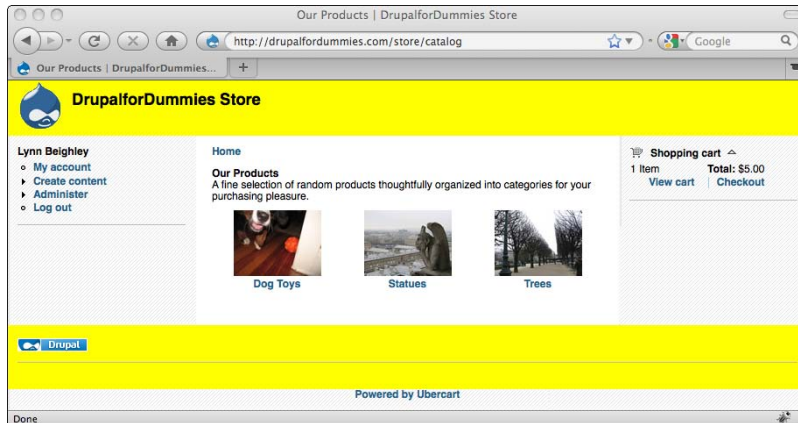 Our Products | DrupalforDummies Store
http://drupalfordummies.com/store/catalog
Google
Our Products | DrupalforDummies...
DrupalforDummies Store
Lynn Beighley
My account
Create content
Administer
Log out
Home
Our Products
A fine selection of random products thoughtfully organized into categories for your
purchasing pleasure.
Dog Toys
Statues
Trees
Shopping cart
1 Item Total: $5.00
View cart Checkout
Drupal
Powered by Ubercart
Done